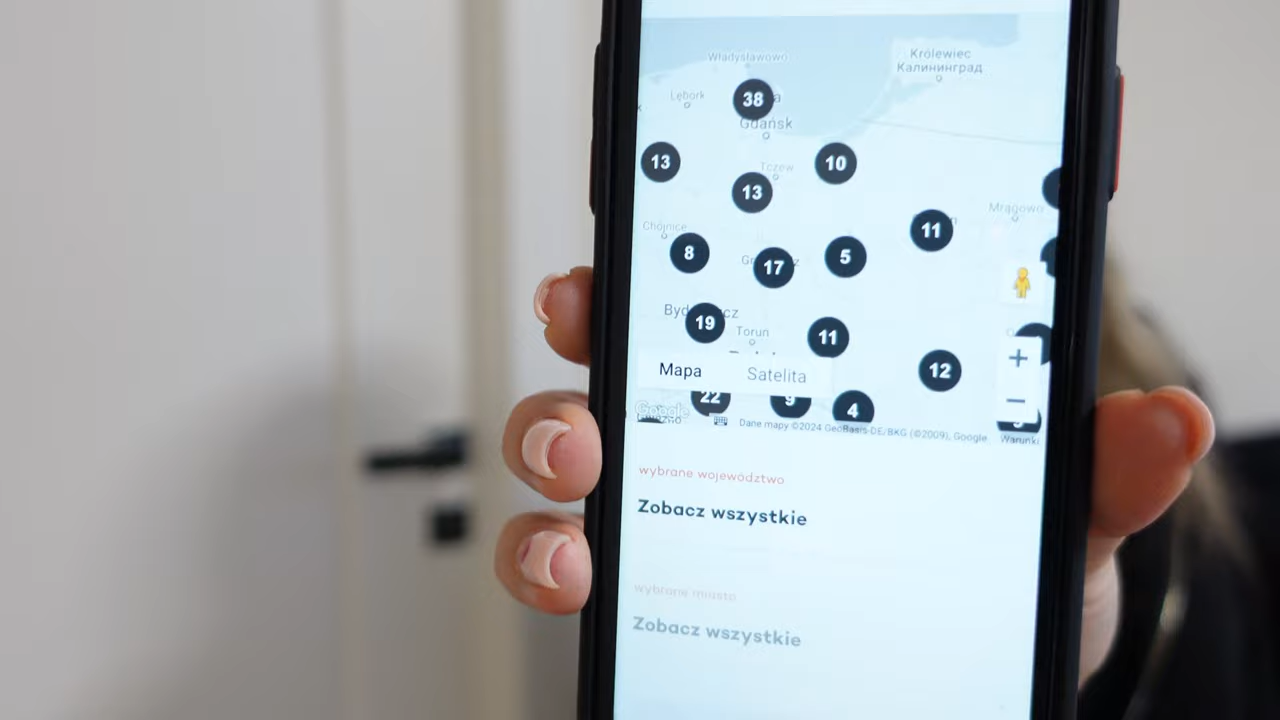 Władysławowo
Królewiec
Калининград
Lębork
38
Gdańsk
13
Tczew
10
13
Mrągowo
11
Chojnice
8
17
5
19
Toruń
11
Mapa
Satelita
12
22
9
4
Google
Dane mapy ©2024 GeoBasis-DE/BKG (©2009), Google
Warunki
wybrane województwo
Zobacz wszystkie
wybrane miasto
Zobacz wszystkie